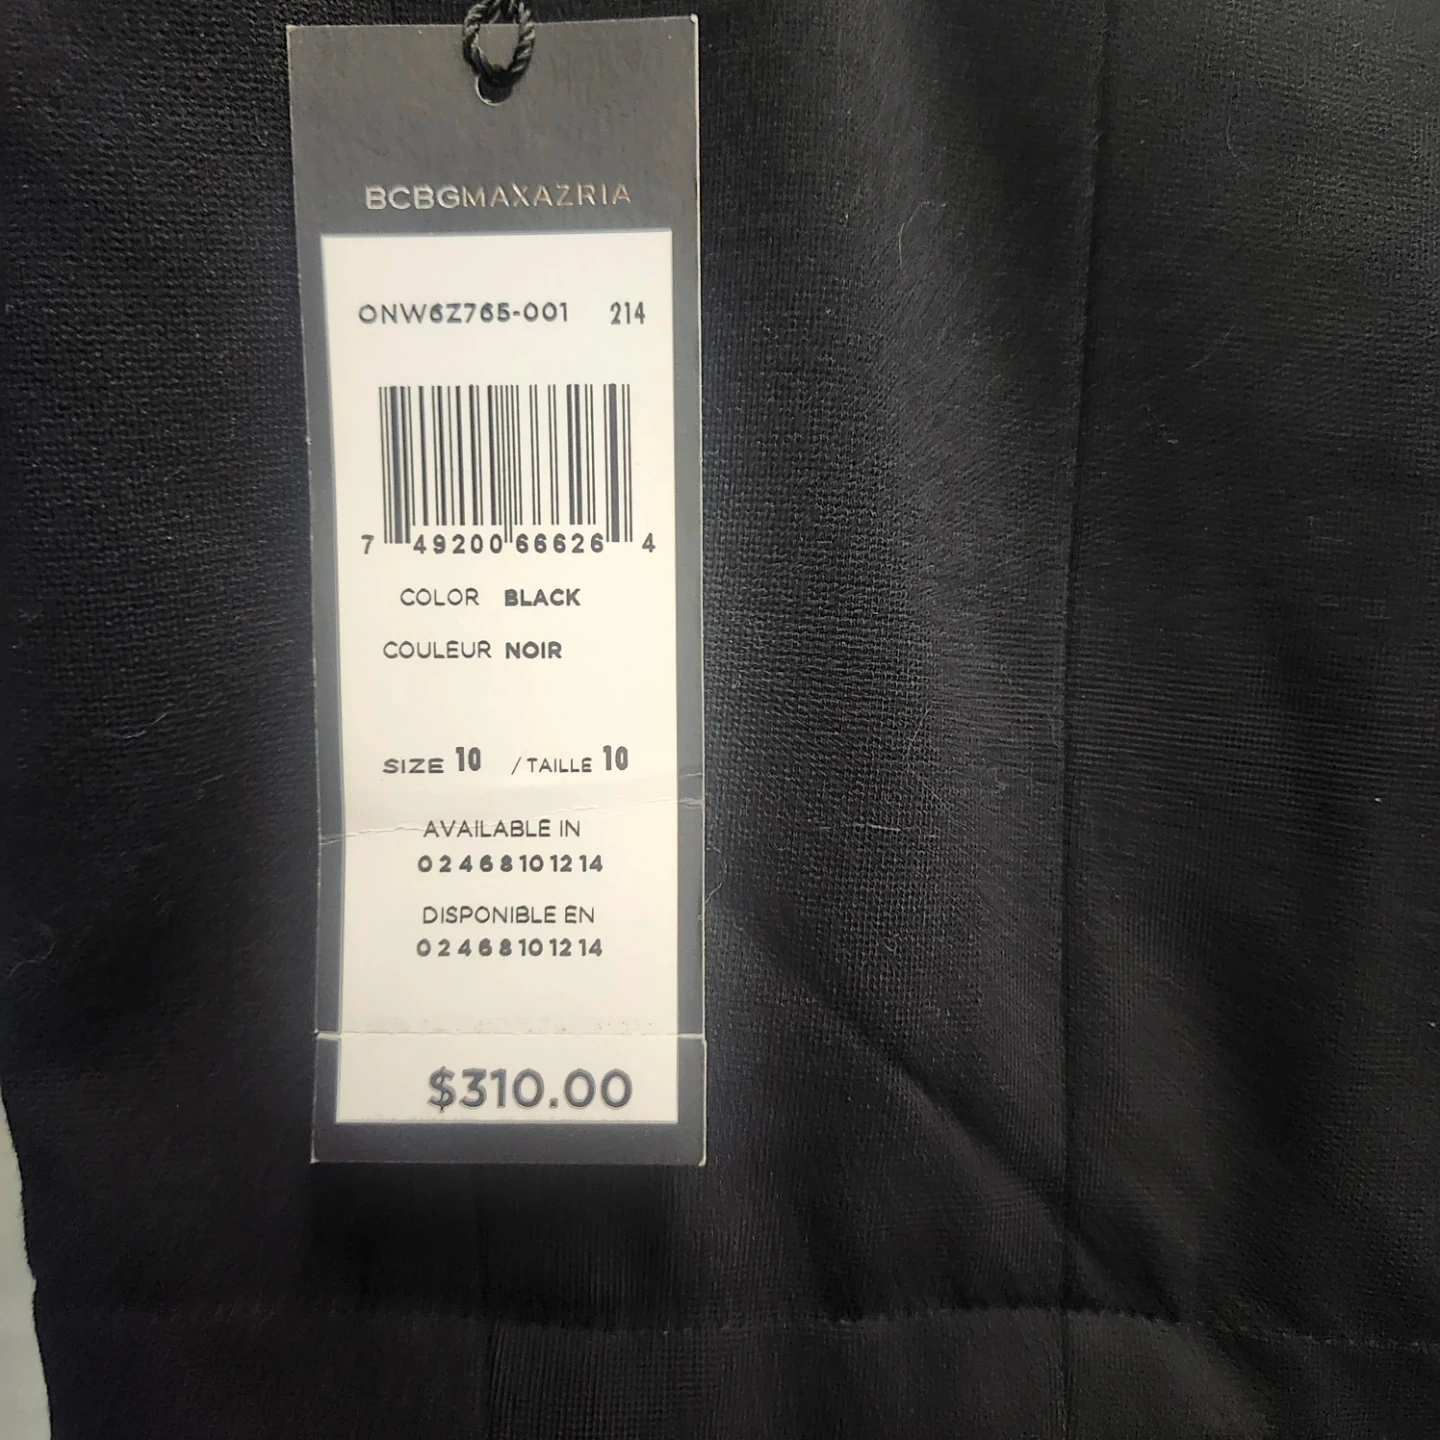 BCBGMAXAZRIA
ONW6Z765-001 214
7 49200 66626 4
COLOR BLACK
COULEUR NOIR
SIZE 10 / TAILLE 10
AVAILABLE IN
0 2 4 6 8 10 12 14
DISPONIBLE EN
0 2 4 6 8 10 12 14
$310.00